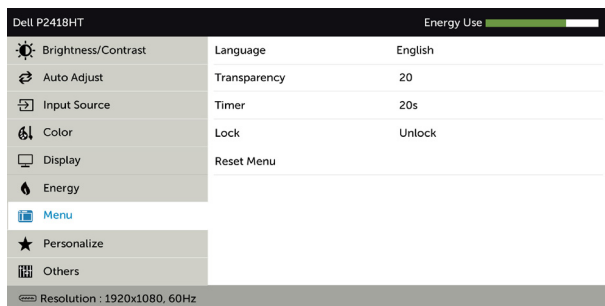 Dell P2418HT Energy Use
Brightness/Contrast Language English
Auto Adjust Transparency 20
Input Source Timer 20s
Color Lock Unlock
Display Reset Menu
Energy
Menu
Personalize
Others
Resolution : 1920x1080, 60Hz